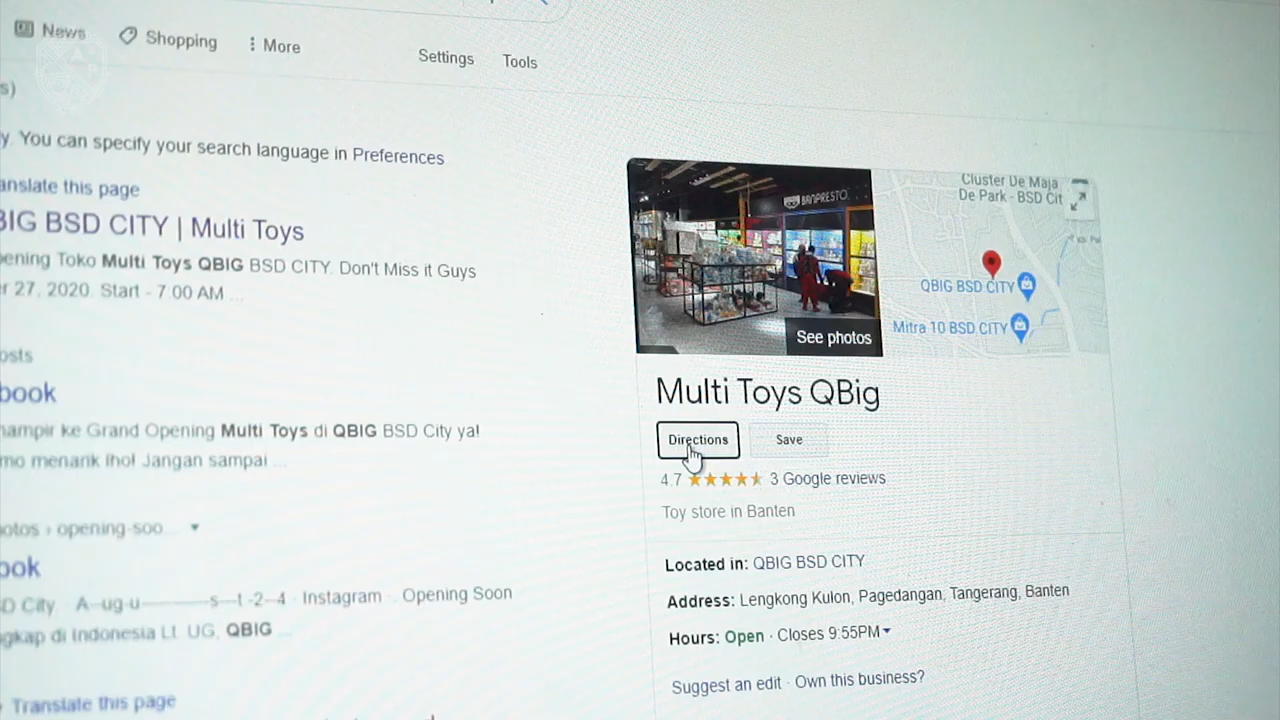 News
Shopping
More
Settings
Tools
s)
y. You can specify your search language in Preferences
anslate this page
BIG BSD CITY | Multi Toys
ening Toko Multi Toys QBIG BSD CITY. Don't Miss it Guys
r 27, 2020. Start - 7:00 AM ...
osts
book
hampir ke Grand Opening Multi Toys di QBIG BSD City ya!
mo menarik lho! Jangan sampai ...
otos › opening-soo...
ook
D City. A--ug-u---------s--t -2--4 · Instagram · Opening Soon
gkap di Indonesia Lt. UG, QBIG ...
Translate this page
BANPRESTO
See photos
Cluster De Maja
De Park - BSD Cit
QBIG BSD CITY
Mitra 10 BSD CITY
Multi Toys QBig
Directions
Save
4.7 ★★★★★ 3 Google reviews
Toy store in Banten
Located in: QBIG BSD CITY
Address: Lengkong Kulon, Pagedangan, Tangerang, Banten
Hours: Open · Closes 9:55PM
Suggest an edit · Own this business?